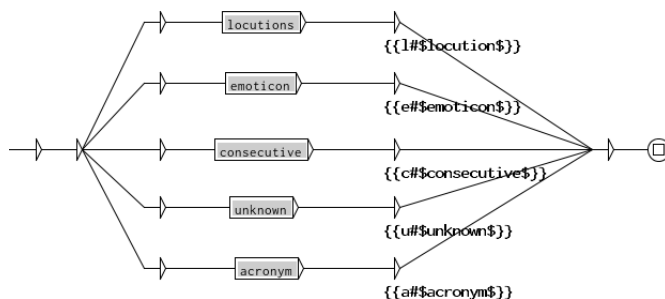 locutions
{{l#$locution$}}
emoticon
{{e#$emoticon$}}
consecutive
{{c#$consecutive$}}
unknown
{{u#$unknown$}}
acronym
{{a#$acronym$}}